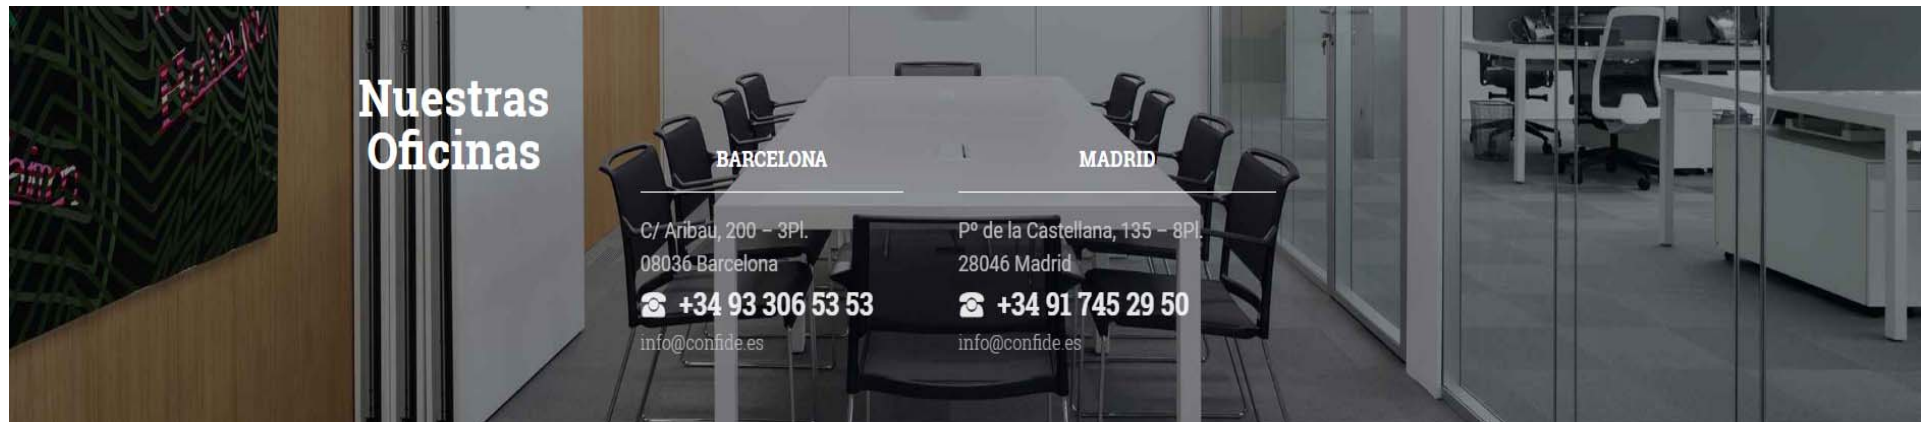 Nuestras
Oficinas
BARCELONA
C/ Aribau, 200 – 3Pl.
08036 Barcelona
☎ +34 93 306 53 53
info@confide.es
MADRID
Pº de la Castellana, 135 – 8Pl.
28046 Madrid
☎ +34 91 745 29 50
info@confide.es